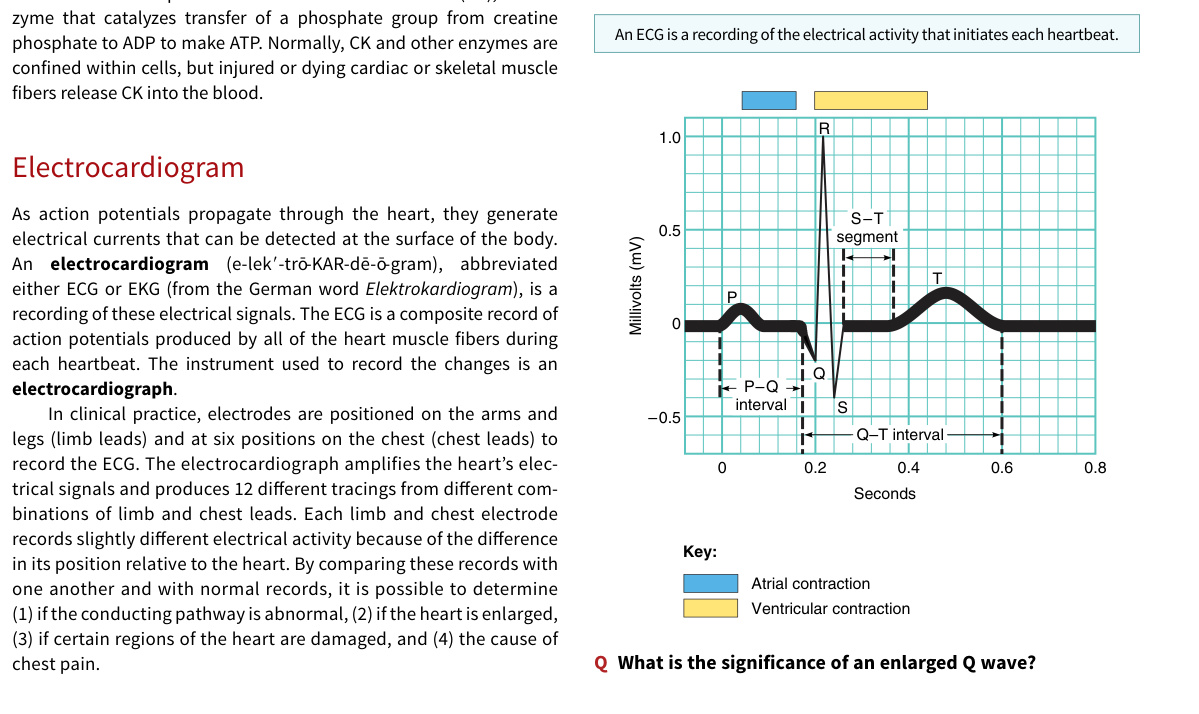 zyme that catalyzes transfer of a phosphate group from creatine
phosphate to ADP to make ATP. Normally, CK and other enzymes are
confined within cells, but injured or dying cardiac or skeletal muscle
fibers release CK into the blood.
Electrocardiogram
As action potentials propagate through the heart, they generate
electrical currents that can be detected at the surface of the body.
An electrocardiogram (e-lek′-trō-KAR-dē-ō-gram), abbreviated
either ECG or EKG (from the German word Elektrokardiogram), is a
recording of these electrical signals. The ECG is a composite record of
action potentials produced by all of the heart muscle fibers during
each heartbeat. The instrument used to record the changes is an
electrocardiograph.
In clinical practice, electrodes are positioned on the arms and
legs (limb leads) and at six positions on the chest (chest leads) to
record the ECG. The electrocardiograph amplifies the heart's elec-
trical signals and produces 12 different tracings from different com-
binations of limb and chest leads. Each limb and chest electrode
records slightly different electrical activity because of the difference
in its position relative to the heart. By comparing these records with
one another and with normal records, it is possible to determine
(1) if the conducting pathway is abnormal, (2) if the heart is enlarged,
(3) if certain regions of the heart are damaged, and (4) the cause of
chest pain.
An ECG is a recording of the electrical activity that initiates each heartbeat.
R
1.0
S–T
segment
0.5
Millivolts (mV)
T
P
0
Q
P–Q
interval
S
−0.5
Q–T interval
0 0.2 0.4 0.6 0.8
Seconds
Key:
Atrial contraction
Ventricular contraction
Q What is the significance of an enlarged Q wave?